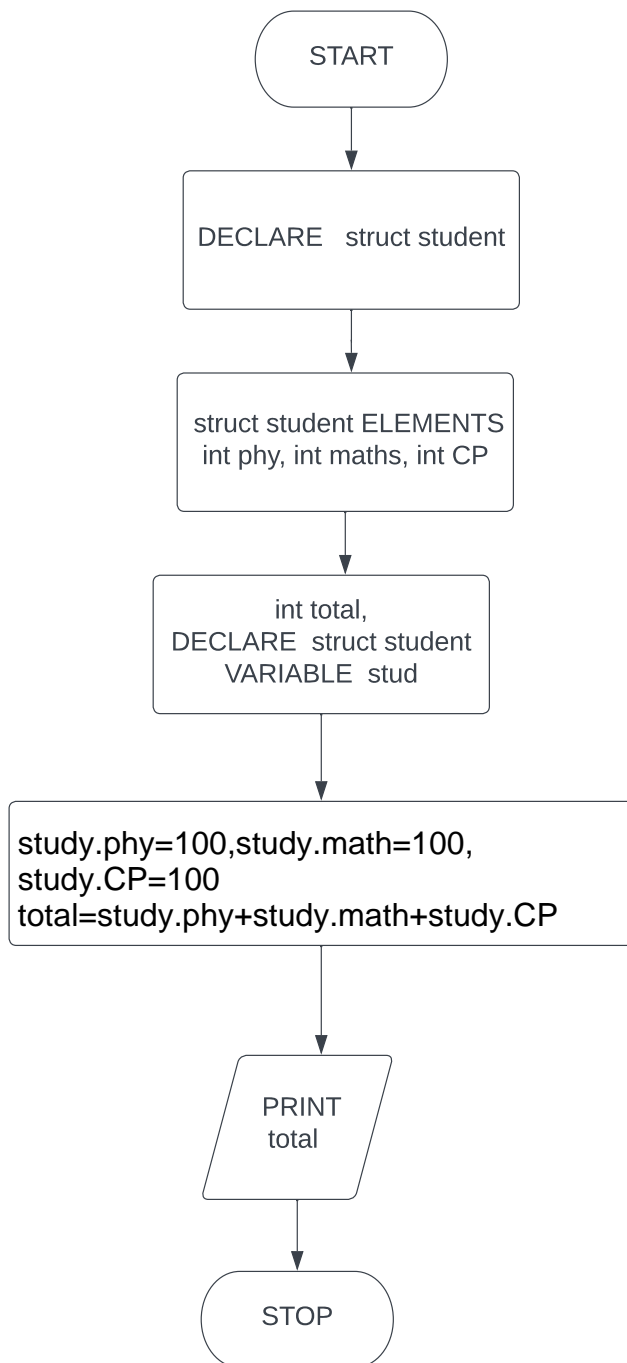 START
DECLARE struct student
struct student ELEMENTS
int phy, int maths, int CP
int total,
DECLARE struct student
VARIABLE stud
study.phy=100,study.math=100,
study.CP=100
total=study.phy+study.math+study.CP
PRINT
total
STOP